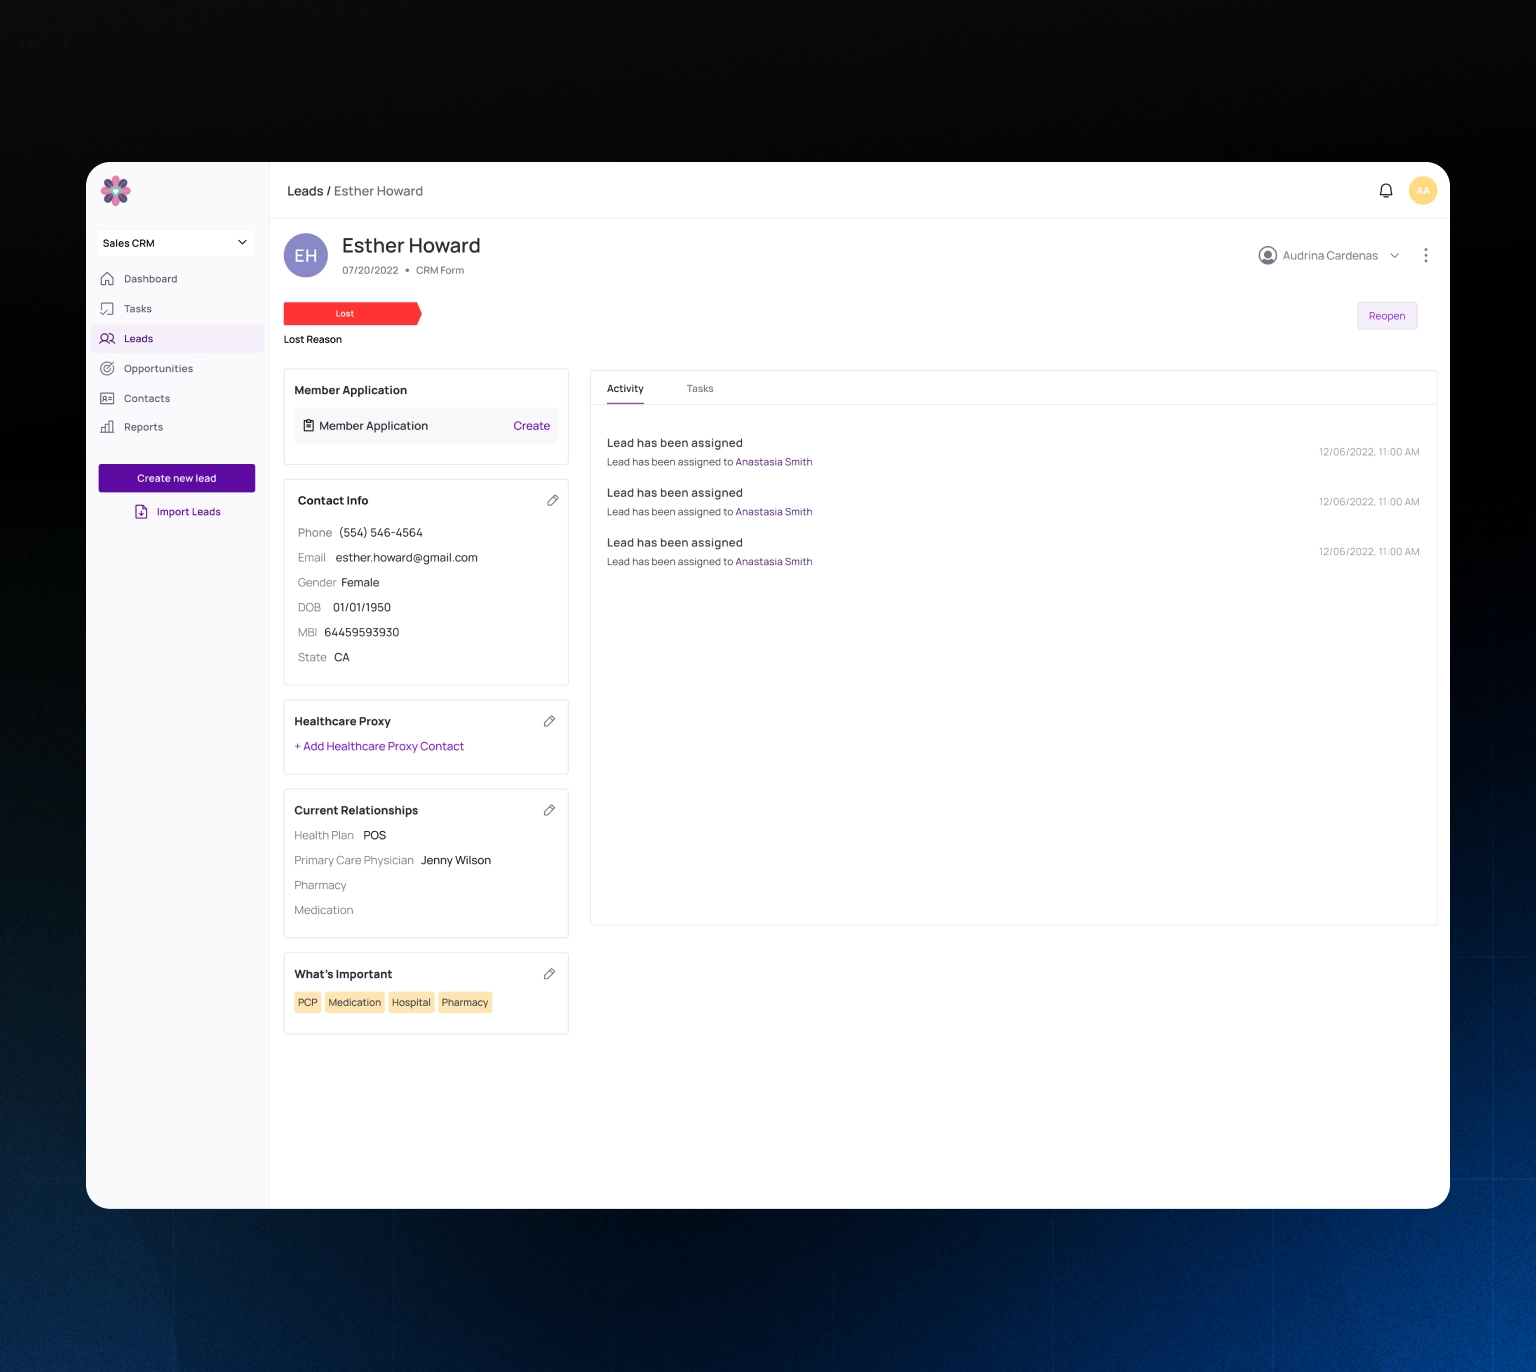 Leads / Esther Howard
AA
Sales CRM
Dashboard
Tasks
Leads
Opportunities
Contacts
Reports
Create new lead
Import Leads
EH
Esther Howard
07/20/2022 • CRM Form
Audrina Cardenas
Lost
Reopen
Lost Reason
Member Application
Member Application Create
Contact Info
Phone (554) 546-4564
Email esther.howard@gmail.com
Gender Female
DOB 01/01/1950
MBI 64459593930
State CA
Healthcare Proxy
+ Add Healthcare Proxy Contact
Current Relationships
Health Plan POS
Primary Care Physician Jenny Wilson
Pharmacy
Medication
What's Important
PCP Medication Hospital Pharmacy
Activity Tasks
Lead has been assigned
Lead has been assigned to Anastasia Smith
12/06/2022, 11:00 AM
Lead has been assigned
Lead has been assigned to Anastasia Smith
12/06/2022, 11:00 AM
Lead has been assigned
Lead has been assigned to Anastasia Smith
12/06/2022, 11:00 AM